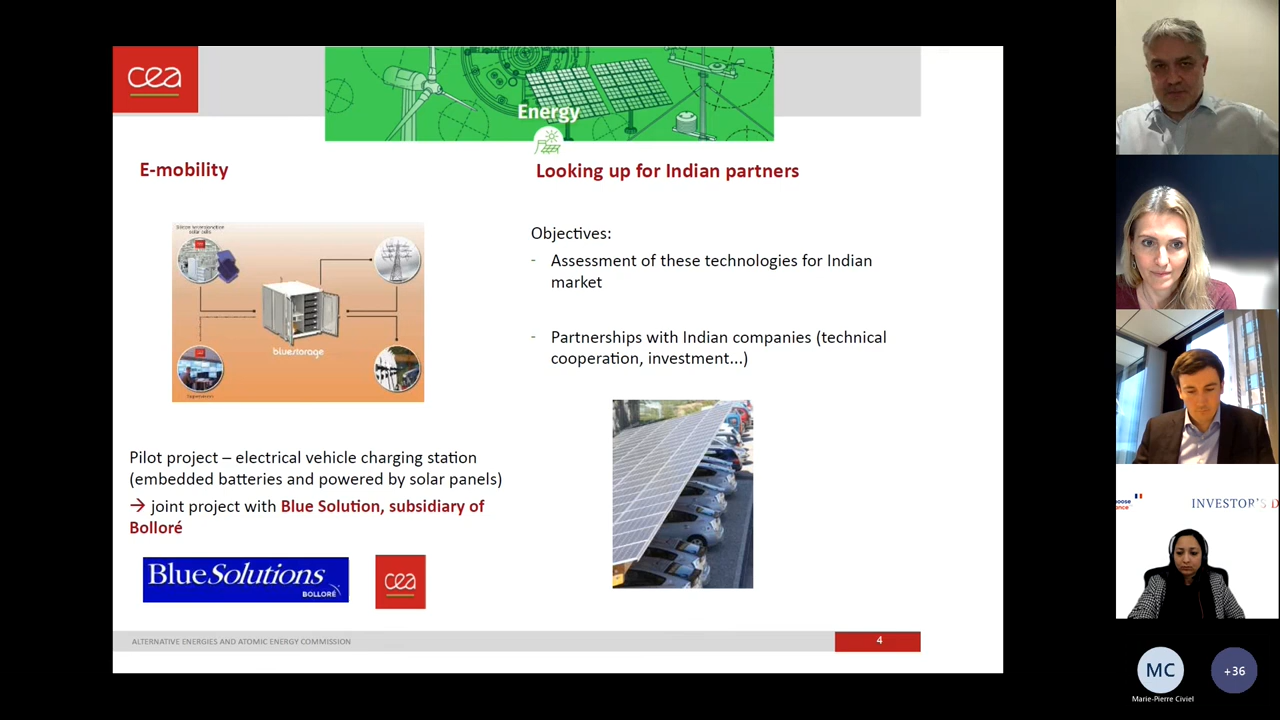 cea
Energy
E-mobility
Looking up for Indian partners
solar cells
bluestorage
Objectives:
- Assessment of these technologies for Indian
market
- Partnerships with Indian companies (technical
cooperation, investment...)
Pilot project – electrical vehicle charging station
(embedded batteries and powered by solar panels)
→ joint project with Blue Solution, subsidiary of
Bolloré
BlueSolutions
BOLLORÉ
cea
ALTERNATIVE ENERGIES AND ATOMIC ENERGY COMMISSION
4
INVESTOR'S D
MC
+36
Marie-Pierre Civiel